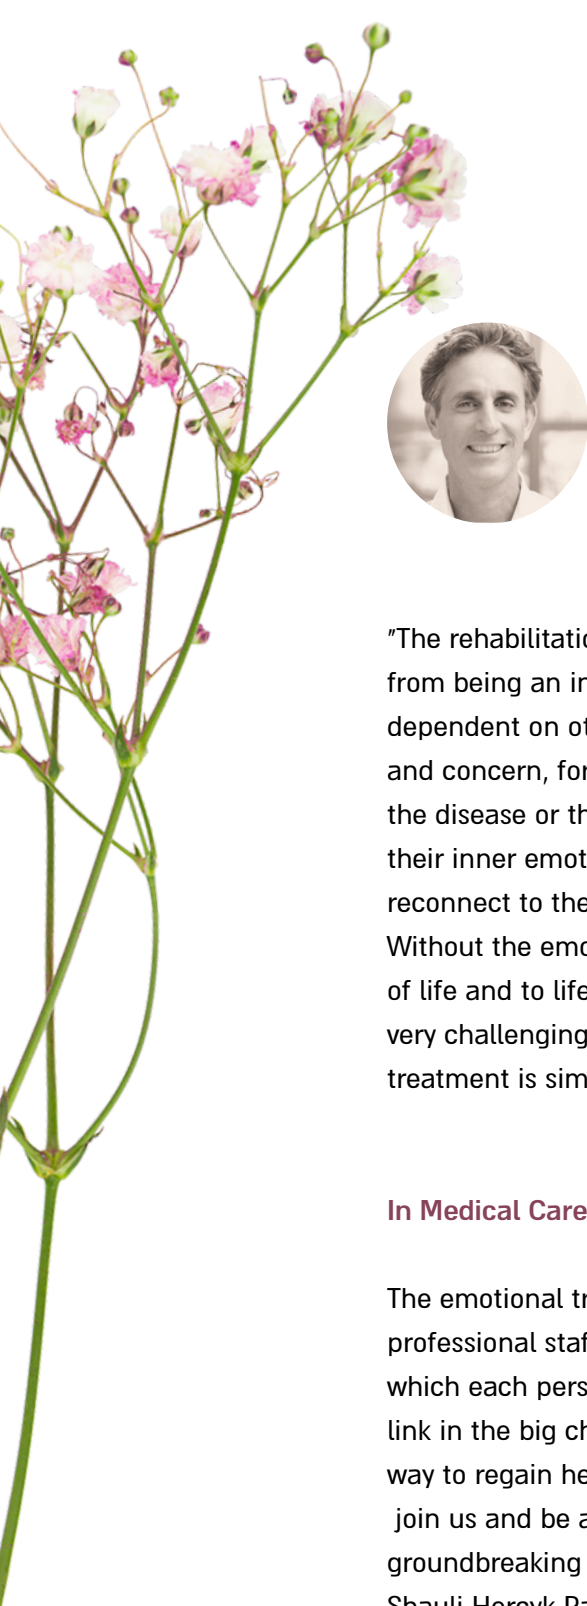 "The rehabilitatio
from being an in
dependent on ot
and concern, for
the disease or th
their inner emot
reconnect to the
Without the emo
of life and to life
very challenging
treatment is sim
In Medical Care
The emotional tr
professional staf
which each pers
link in the big ch
way to regain he
join us and be a
groundbreaking